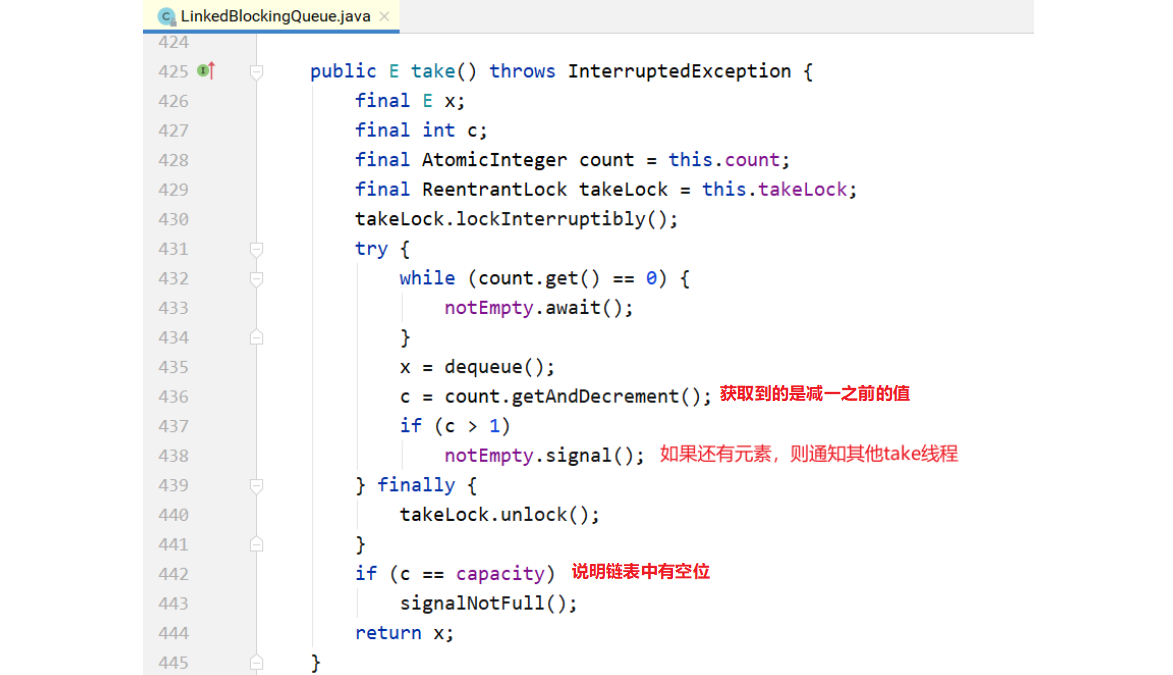 LinkedBlockingQueue.java
424
425 public E take() throws InterruptedException {
426 final E x;
427 final int c;
428 final AtomicInteger count = this.count;
429 final ReentrantLock takeLock = this.takeLock;
430 takeLock.lockInterruptibly();
431 try {
432 while (count.get() == 0) {
433 notEmpty.await();
434 }
435 x = dequeue();
436 c = count.getAndDecrement(); 获取到的是减一之前的值
437 if (c > 1)
438 notEmpty.signal(); 如果还有元素，则通知其他take线程
439 } finally {
440 takeLock.unlock();
441 }
442 if (c == capacity) 说明链表中有空位
443 signalNotFull();
444 return x;
445 }